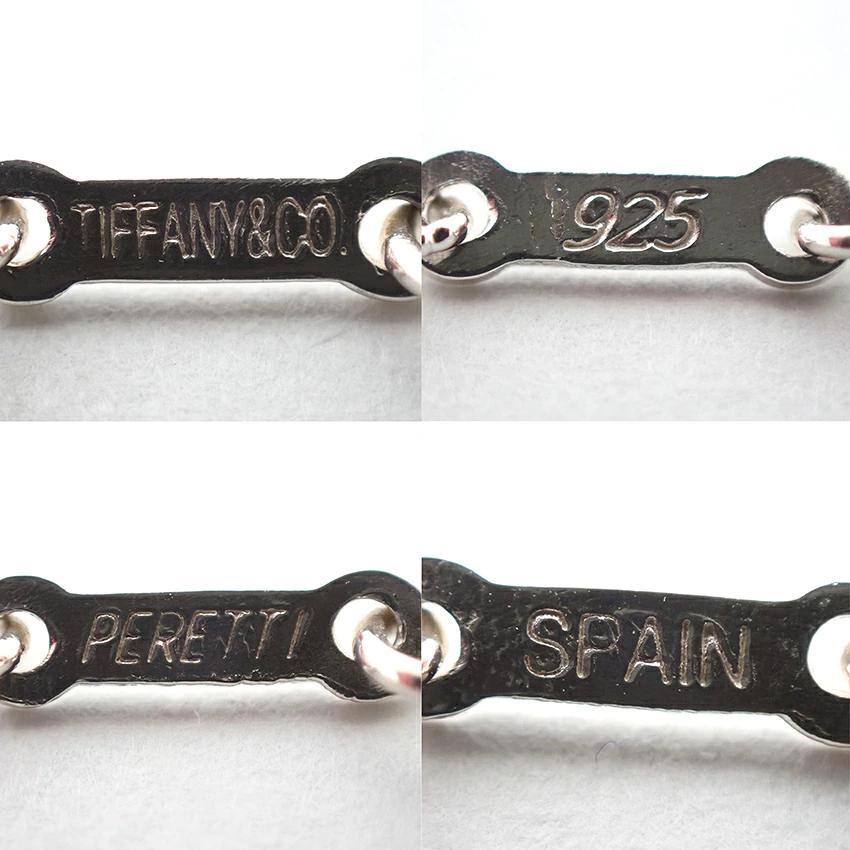 TIFFANY&CO.
925
PERETTI
SPAIN